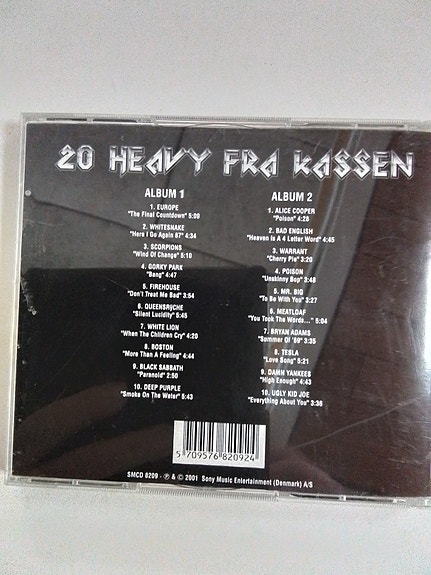 20 HEAVY FRA KASSEN
ALBUM 1
1. EUROPE
"The Final Countdown" 5:09
2. WHITESNAKE
"Here I Go Again 87" 4:34
3. SCORPIONS
"Wind Of Change" 5:10
4. GORKY PARK
"Bang" 4:47
5. FIREHOUSE
"Don't Treat Me Bad" 3:54
6. QUEENSRŸCHE
"Silent Lucidity" 5:45
7. WHITE LION
"When The Children Cry" 4:20
8. BOSTON
"More Than A Feeling" 4:44
9. BLACK SABBATH
"Paranoid" 2:50
10. DEEP PURPLE
"Smoke On The Water" 5:43
ALBUM 2
1. ALICE COOPER
"Poison" 4:28
2. BAD ENGLISH
"Heaven Is A 4 Letter Word" 4:45
3. WARRANT
"Cherry Pie" 3:20
4. POISON
"Unskinny Bop" 3:48
5. MR. BIG
"To Be With You" 3:27
6. MEATLOAF
"You Took The Words..." 5:04
7. BRYAN ADAMS
"Summer Of '69" 3:35
8. TESLA
"Love Song" 5:21
9. DAMN YANKEES
"High Enough" 4:43
10. UGLY KID JOE
"Everything About You" 3:36
5 709576 820924
SMCD 8209 - ℗ & © 2001 Sony Music Entertainment (Denmark) A/S